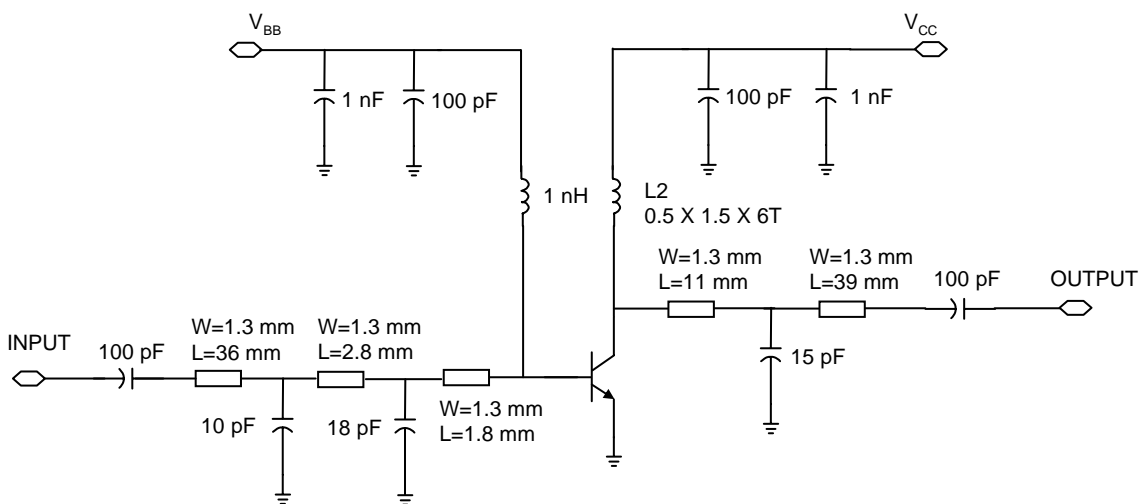 V_BB
V_CC
1 nF
100 pF
100 pF
1 nF
1 nH
L2
0.5 X 1.5 X 6T
W=1.3 mm
L=11 mm
W=1.3 mm
L=39 mm
100 pF
OUTPUT
15 pF
INPUT
100 pF
W=1.3 mm
L=36 mm
W=1.3 mm
L=2.8 mm
W=1.3 mm
L=1.8 mm
10 pF
18 pF